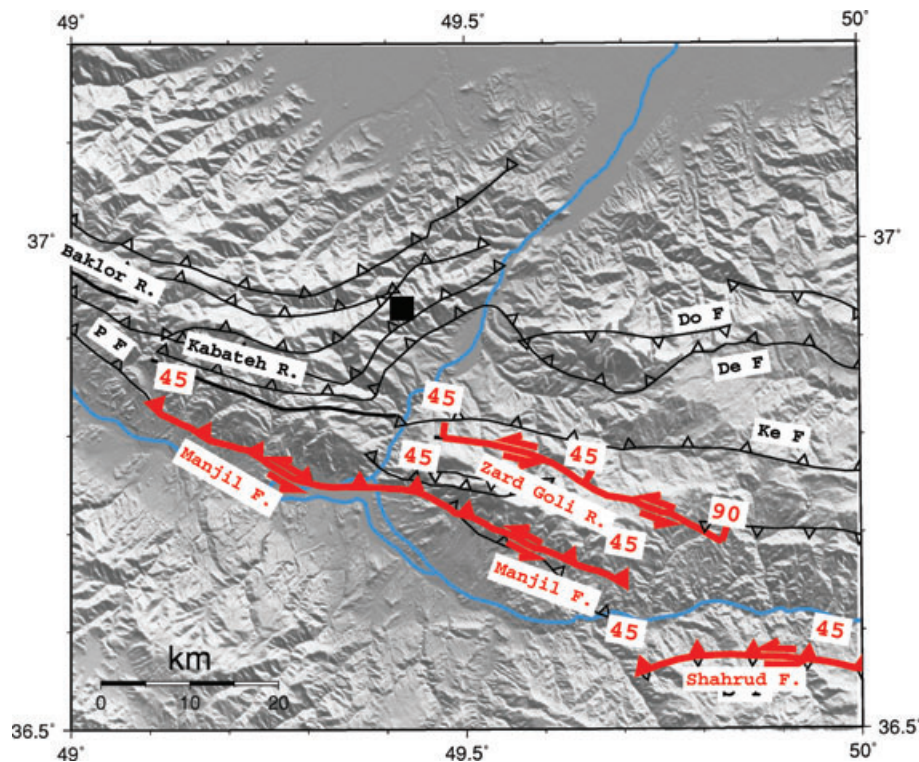 49˚
49.5˚
50˚
37˚
37˚
Baklor R.
P F
Kabateh R.
Do F
De F
45
45
Ke F
45
45
Manjil F.
Zard Goli R.
90
45
Manjil F.
45
45
km
Shahrud F.
0
10
20
36.5˚
36.5˚
49˚
49.5˚
50˚